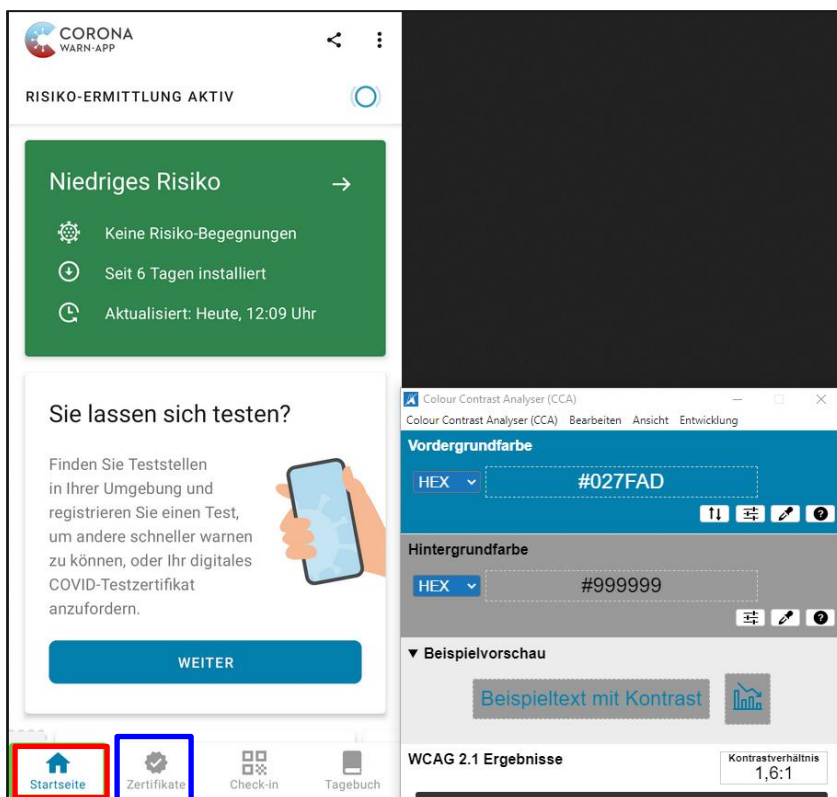 CORONA
WARN-APP
RISIKO-ERMITTLUNG AKTIV
Niedriges Risiko
Keine Risiko-Begegnungen
Seit 6 Tagen installiert
Aktualisiert: Heute, 12:09 Uhr
Sie lassen sich testen?
Finden Sie Teststellen
in Ihrer Umgebung und
registrieren Sie einen Test,
um andere schneller warnen
zu können, oder Ihr digitales
COVID-Testzertifikat
anzufordern.
WEITER
Startseite
Zertifikate
Check-in
Tagebuch
Colour Contrast Analyser (CCA)
Colour Contrast Analyser (CCA) Bearbeiten Ansicht Entwicklung
Vordergrundfarbe
HEX #027FAD
Hintergrundfarbe
HEX #999999
▼ Beispielvorschau
Beispieltext mit Kontrast
WCAG 2.1 Ergebnisse
Kontrastverhältnis
1,6:1